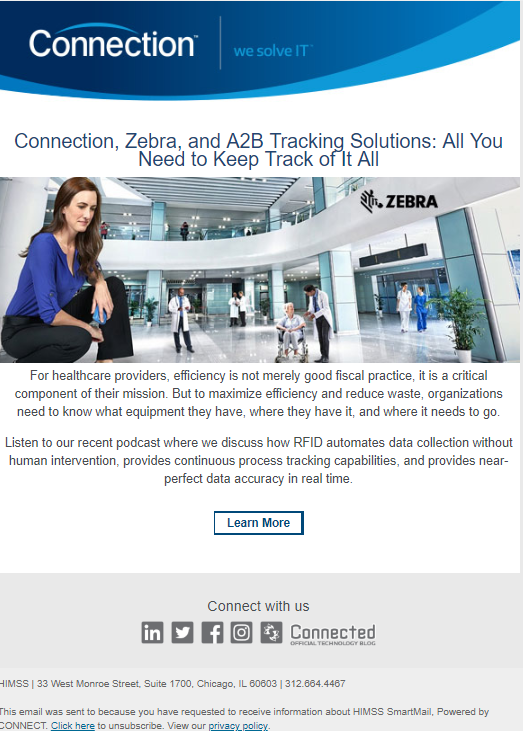 Connection™ we solve IT™
Connection, Zebra, and A2B Tracking Solutions: All You
Need to Keep Track of It All
ZEBRA
For healthcare providers, efficiency is not merely good fiscal practice, it is a critical
component of their mission. But to maximize efficiency and reduce waste, organizations
need to know what equipment they have, where they have it, and where it needs to go.
Listen to our recent podcast where we discuss how RFID automates data collection without
human intervention, provides continuous process tracking capabilities, and provides near-
perfect data accuracy in real time.
Learn More
Connect with us
in f Connected
OFFICIAL TECHNOLOGY BLOG
HIMSS | 33 West Monroe Street, Suite 1700, Chicago, IL 60603 | 312.664.4467
This email was sent to because you have requested to receive information about HIMSS SmartMail, Powered by
CONNECT. Click here to unsubscribe. View our privacy policy.